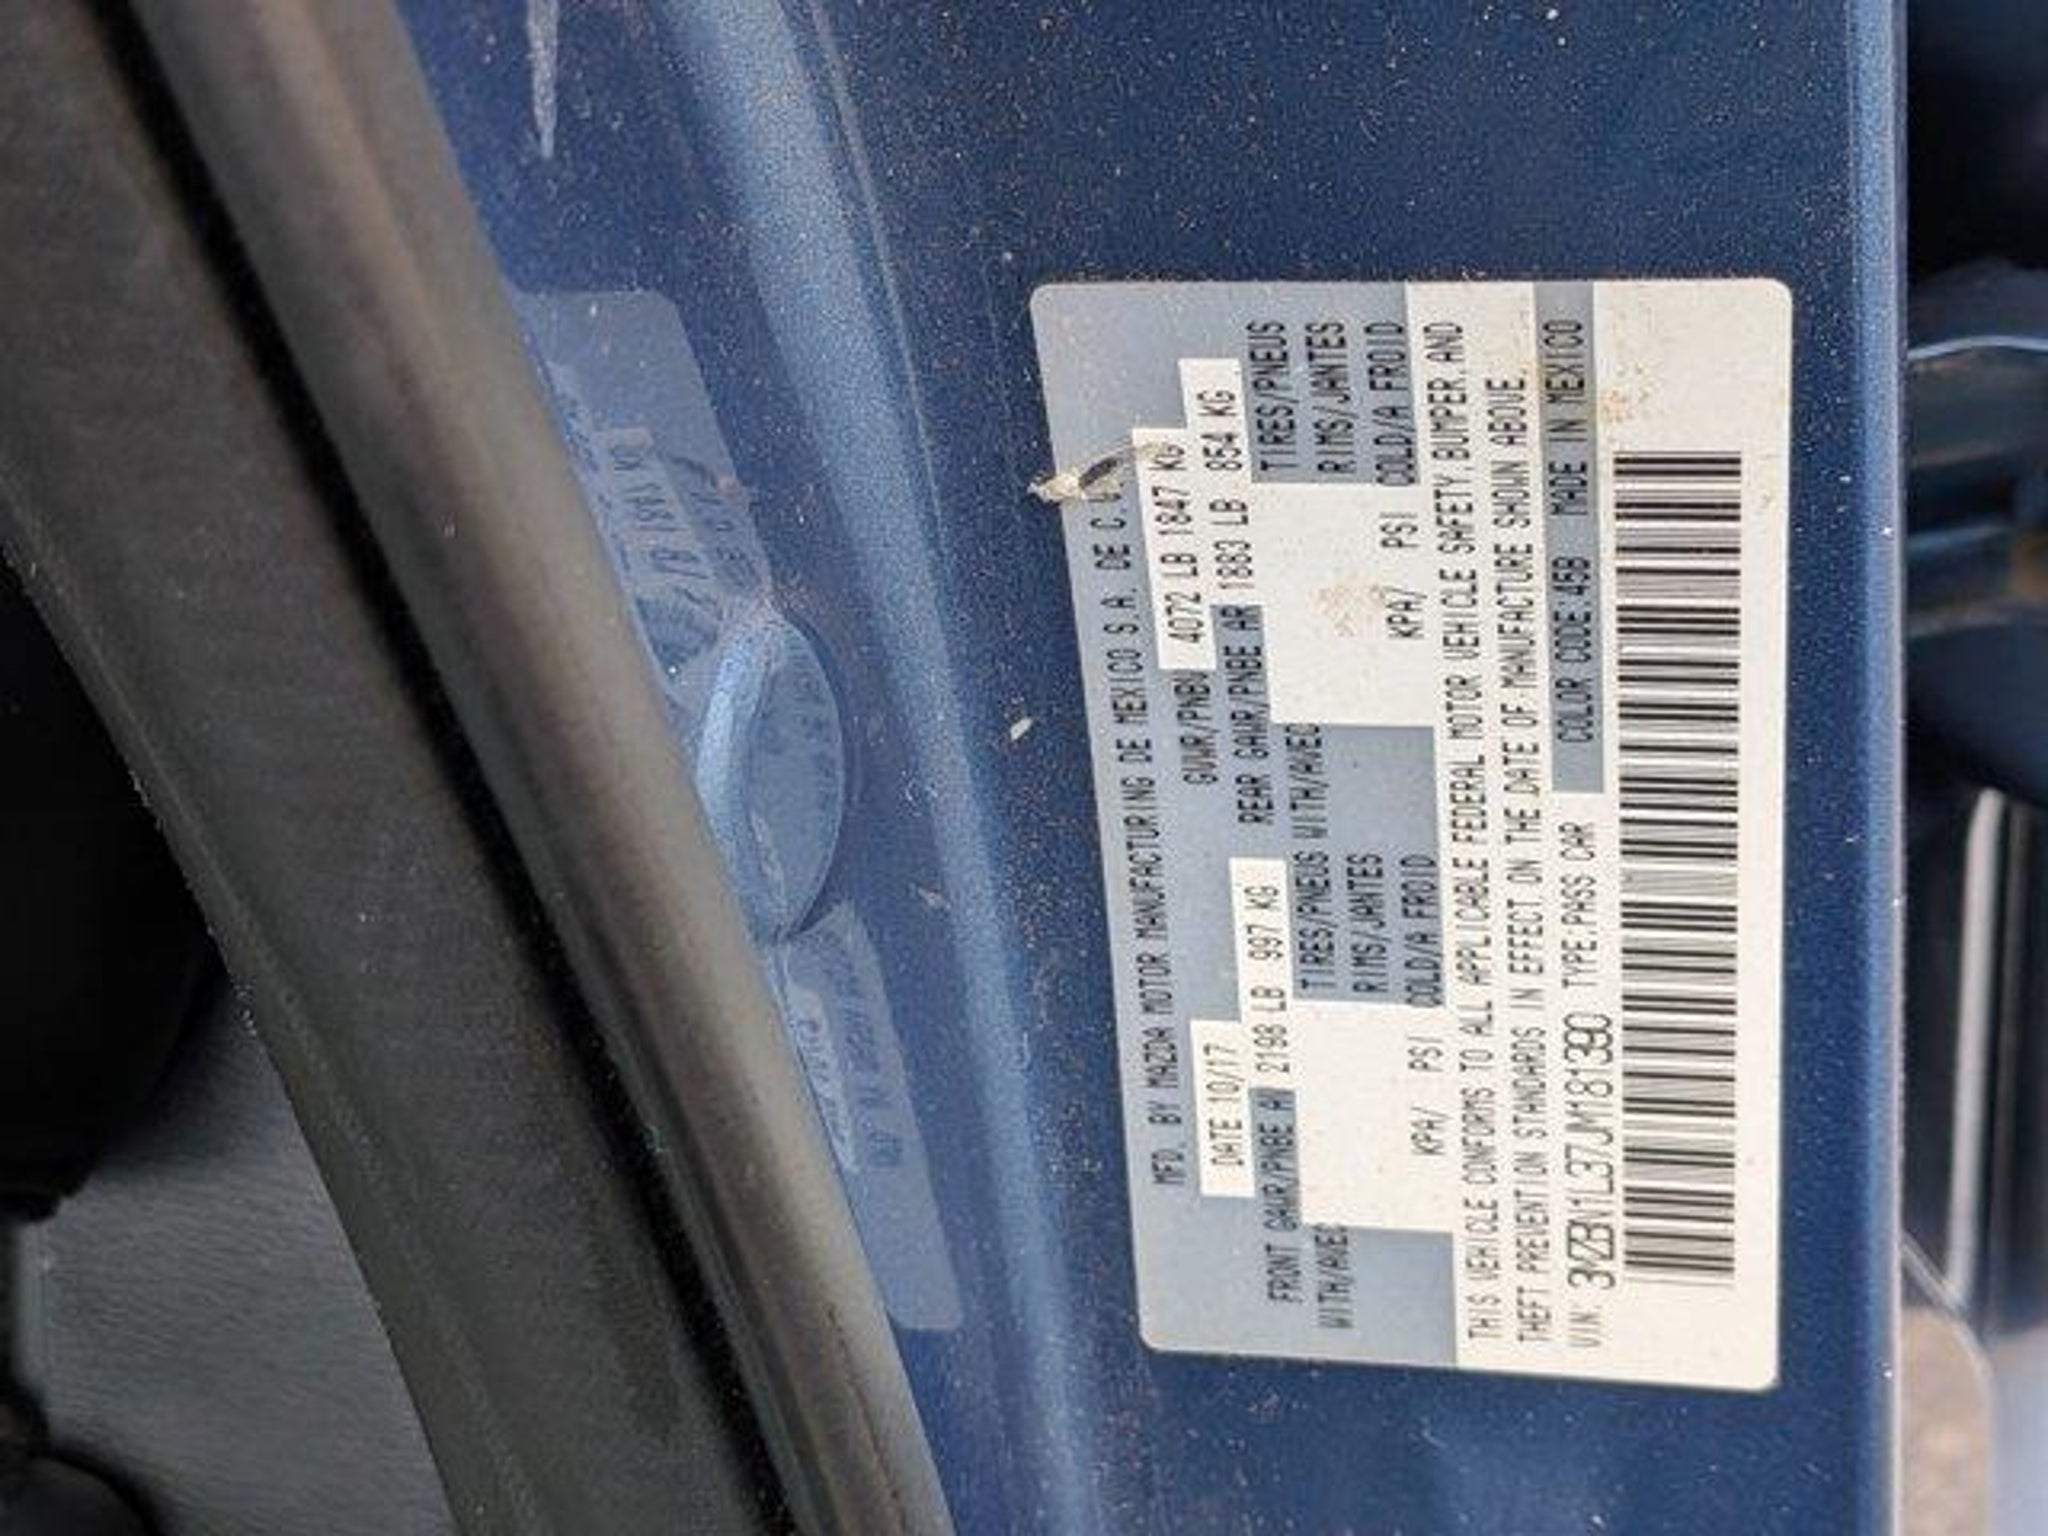 MFD. BY MAZDA MOTOR MANUFACTURING DE MEXICO S.A. DE C
DATE 10/17 GVWR/PNBV 4072 LB 1847 KG
FRONT GAWR/PNBE AV 2198 LB 997 KG REAR GAWR/PNBE AR 1883 LB 854 KG
WITH/AVEC TIRES/PNEUS WITH/AVEC TIRES/PNEUS
RIMS/JANTES RIMS/JANTES
KPA/ PSI COLD/A FROID KPA/ PSI COLD/A FROID
THIS VEHICLE CONFORMS TO ALL APPLICABLE FEDERAL MOTOR VEHICLE SAFETY, BUMPER, AND
THEFT PREVENTION STANDARDS IN EFFECT ON THE DATE OF MANUFACTURE SHOWN ABOVE.
V.I.N. 3MZBN1L37JM181390 TYPE:PASS CAR COLOR CODE:45B MADE IN MEXICO